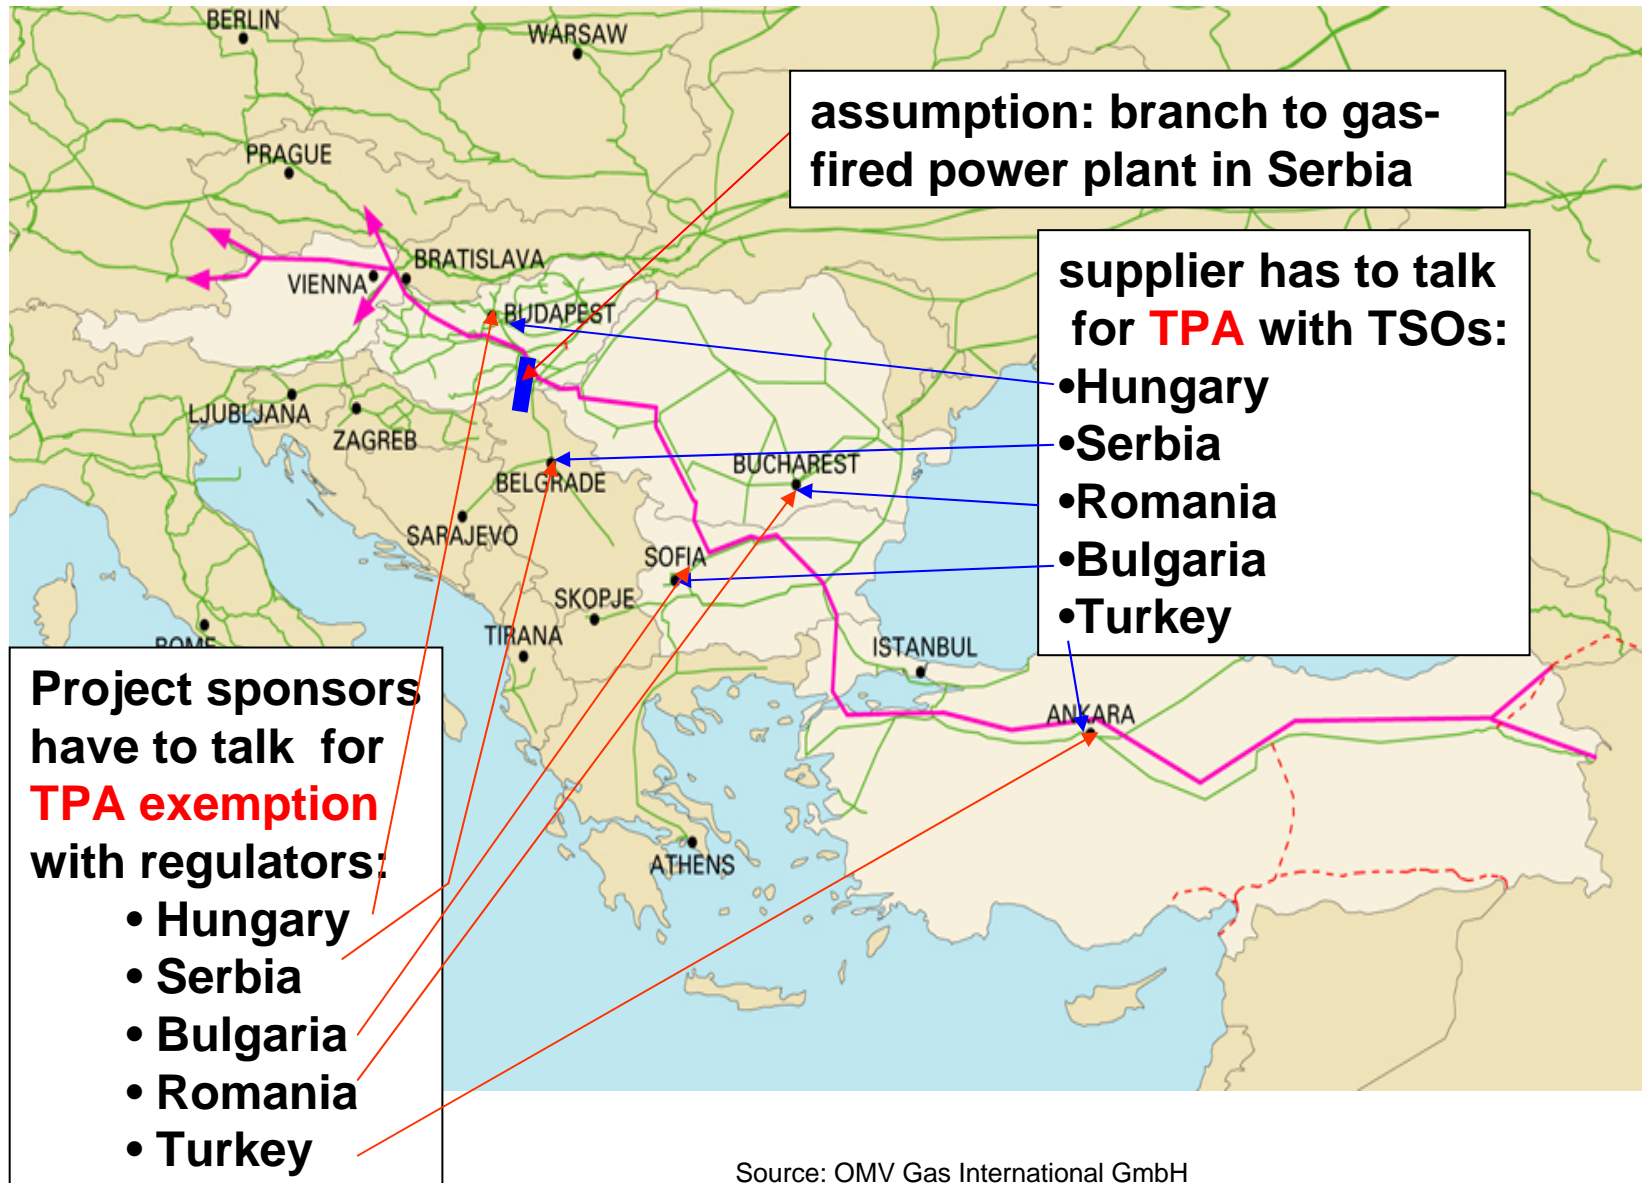 BERLIN
WARSAW
assumption: branch to gas-
fired power plant in Serbia
PRAGUE
supplier has to talk
for TPA with TSOs:
•Hungary
•Serbia
•Romania
•Bulgaria
•Turkey
BRATISLAVA
VIENNA
BUDAPEST
LJUBLJANA
ZAGREB
BELGRADE
BUCHAREST
SARAJEVO
SOFIA
SKOPJE
TIRANA
ROME
ISTANBUL
ANKARA
ATHENS
Project sponsors
have to talk for
TPA exemption
with regulators:
• Hungary
• Serbia
• Bulgaria
• Romania
• Turkey
Source: OMV Gas International GmbH